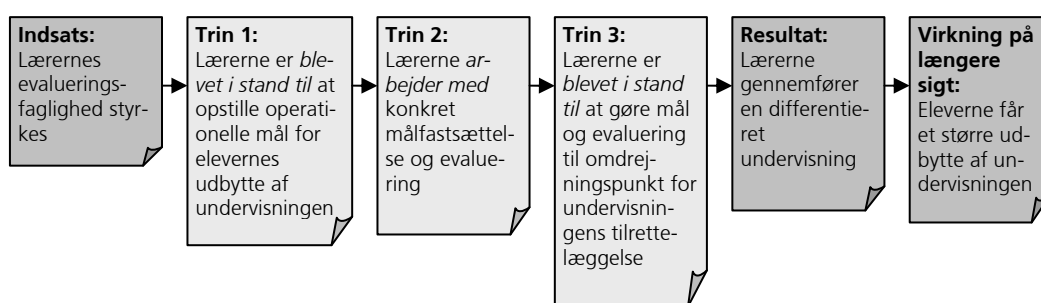 Indsats:
Lærernes
evaluerings-
faglighed styr-
kes
Trin 1:
Lærerne er ble-
vet i stand til at
opstille operati-
onelle mål for
elevernes
udbytte af
undervisningen
Trin 2:
Lærerne ar-
bejder med
konkret
målfastsættel-
se og evalue-
ring
Trin 3:
Lærerne er
blevet i stand
til at gøre mål
og evaluering
til omdrej-
ningspunkt for
undervisnin-
gens tilrette-
læggelse
Resultat:
Lærerne
gennemfører
en differentie-
ret
undervisning
Virkning på
længere
sigt:
Eleverne får
et større ud-
bytte af un-
dervisningen